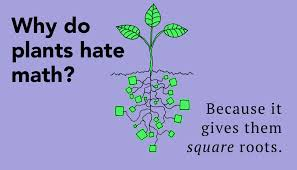 Why do
plants hate
math?
Because it
gives them
square roots.